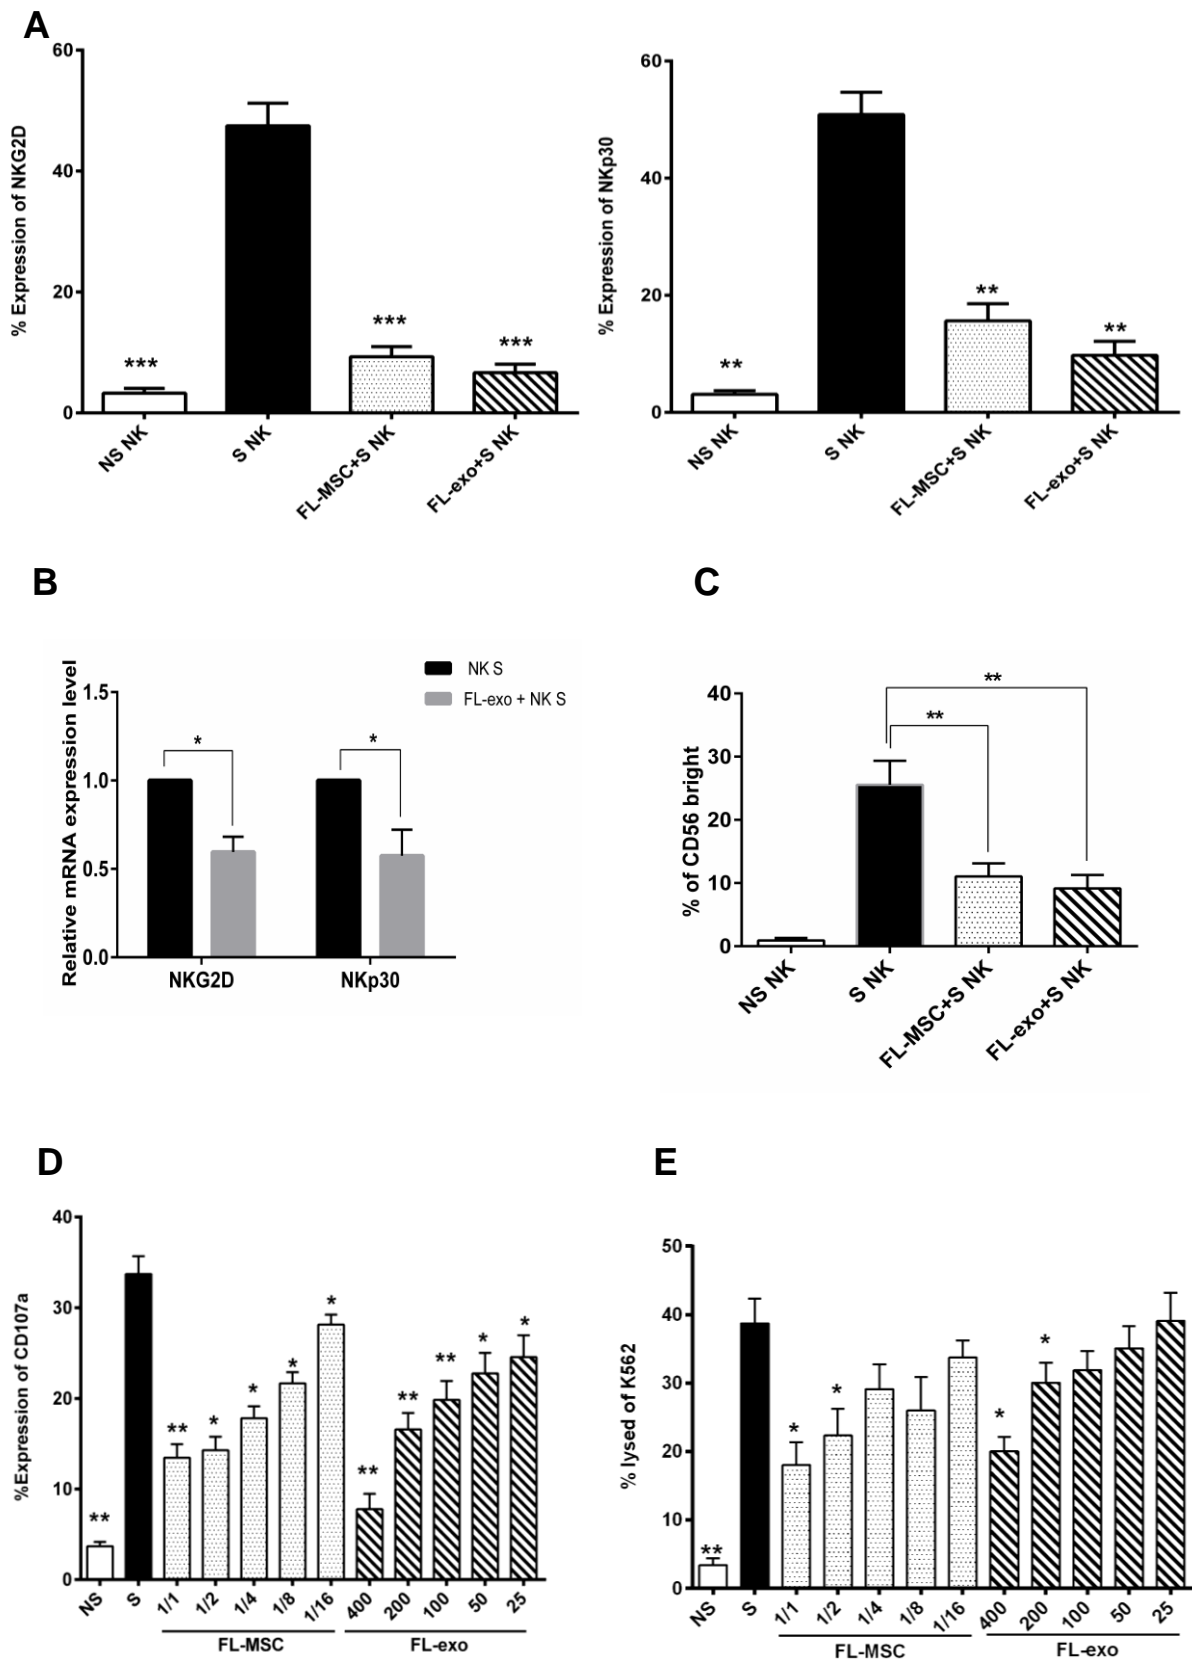 A
60
40
20
0
% Expression of NKG2D
***
***
***
NS NK
S NK
FL-MSC+S NK
FL-exo+S NK
60
40
20
0
% Expression of NKp30
**
**
**
NS NK
S NK
FL-MSC+S NK
FL-exo+S NK
B
Relative mRNA expression level
1.5
1.0
0.5
0.0
NK S
FL-exo + NK S
*
*
NKG2D
NKp30
C
% of CD56 bright
40
30
20
10
0
**
**
NS NK
S NK
FL-MSC+S NK
FL-exo+S NK
D
%Expression of CD107a
40
30
20
10
0
**
**
*
*
*
*
**
**
**
*
*
NS
S
1/1
1/2
1/4
1/8
1/16
400
200
100
50
25
FL-MSC
FL-exo
E
% lysed of K562
50
40
30
20
10
0
**
*
*
*
*
NS
S
1/1
1/2
1/4
1/8
1/16
400
200
100
50
25
FL-MSC
FL-exo